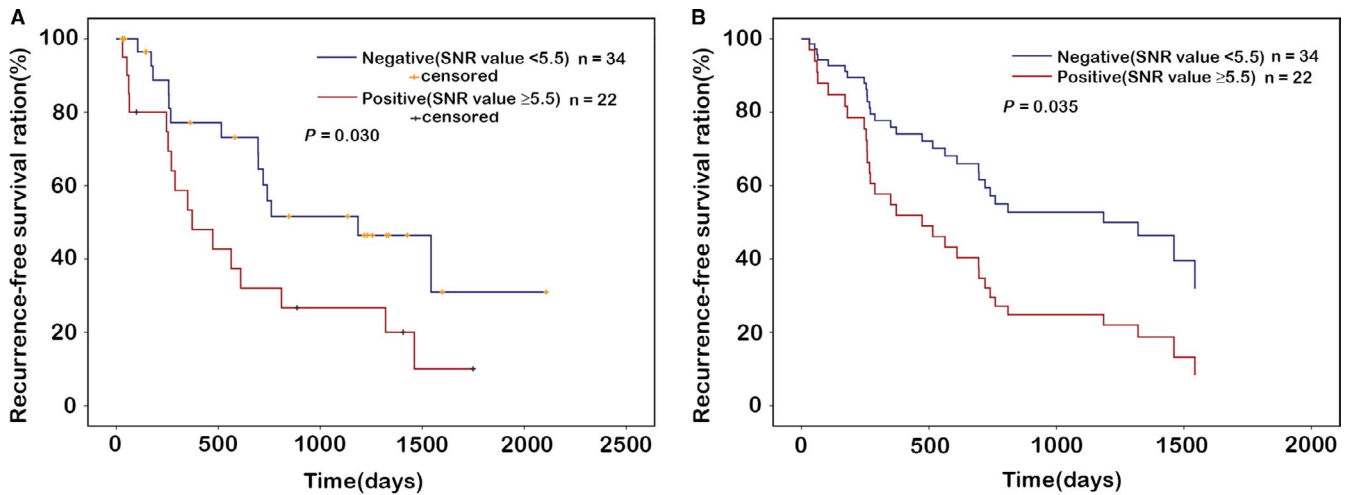 A
Recurrence-free survival ration(%)
100
80
60
40
20
0
Negative(SNR value <5.5) n = 34
censored
Positive(SNR value ≥5.5) n = 22
censored
P = 0.030
0 500 1000 1500 2000 2500
Time(days)
B
Recurrence-free survival ration(%)
100
80
60
40
20
0
Negative(SNR value <5.5) n = 34
Positive(SNR value ≥5.5) n = 22
P = 0.035
0 500 1000 1500 2000
Time(days)